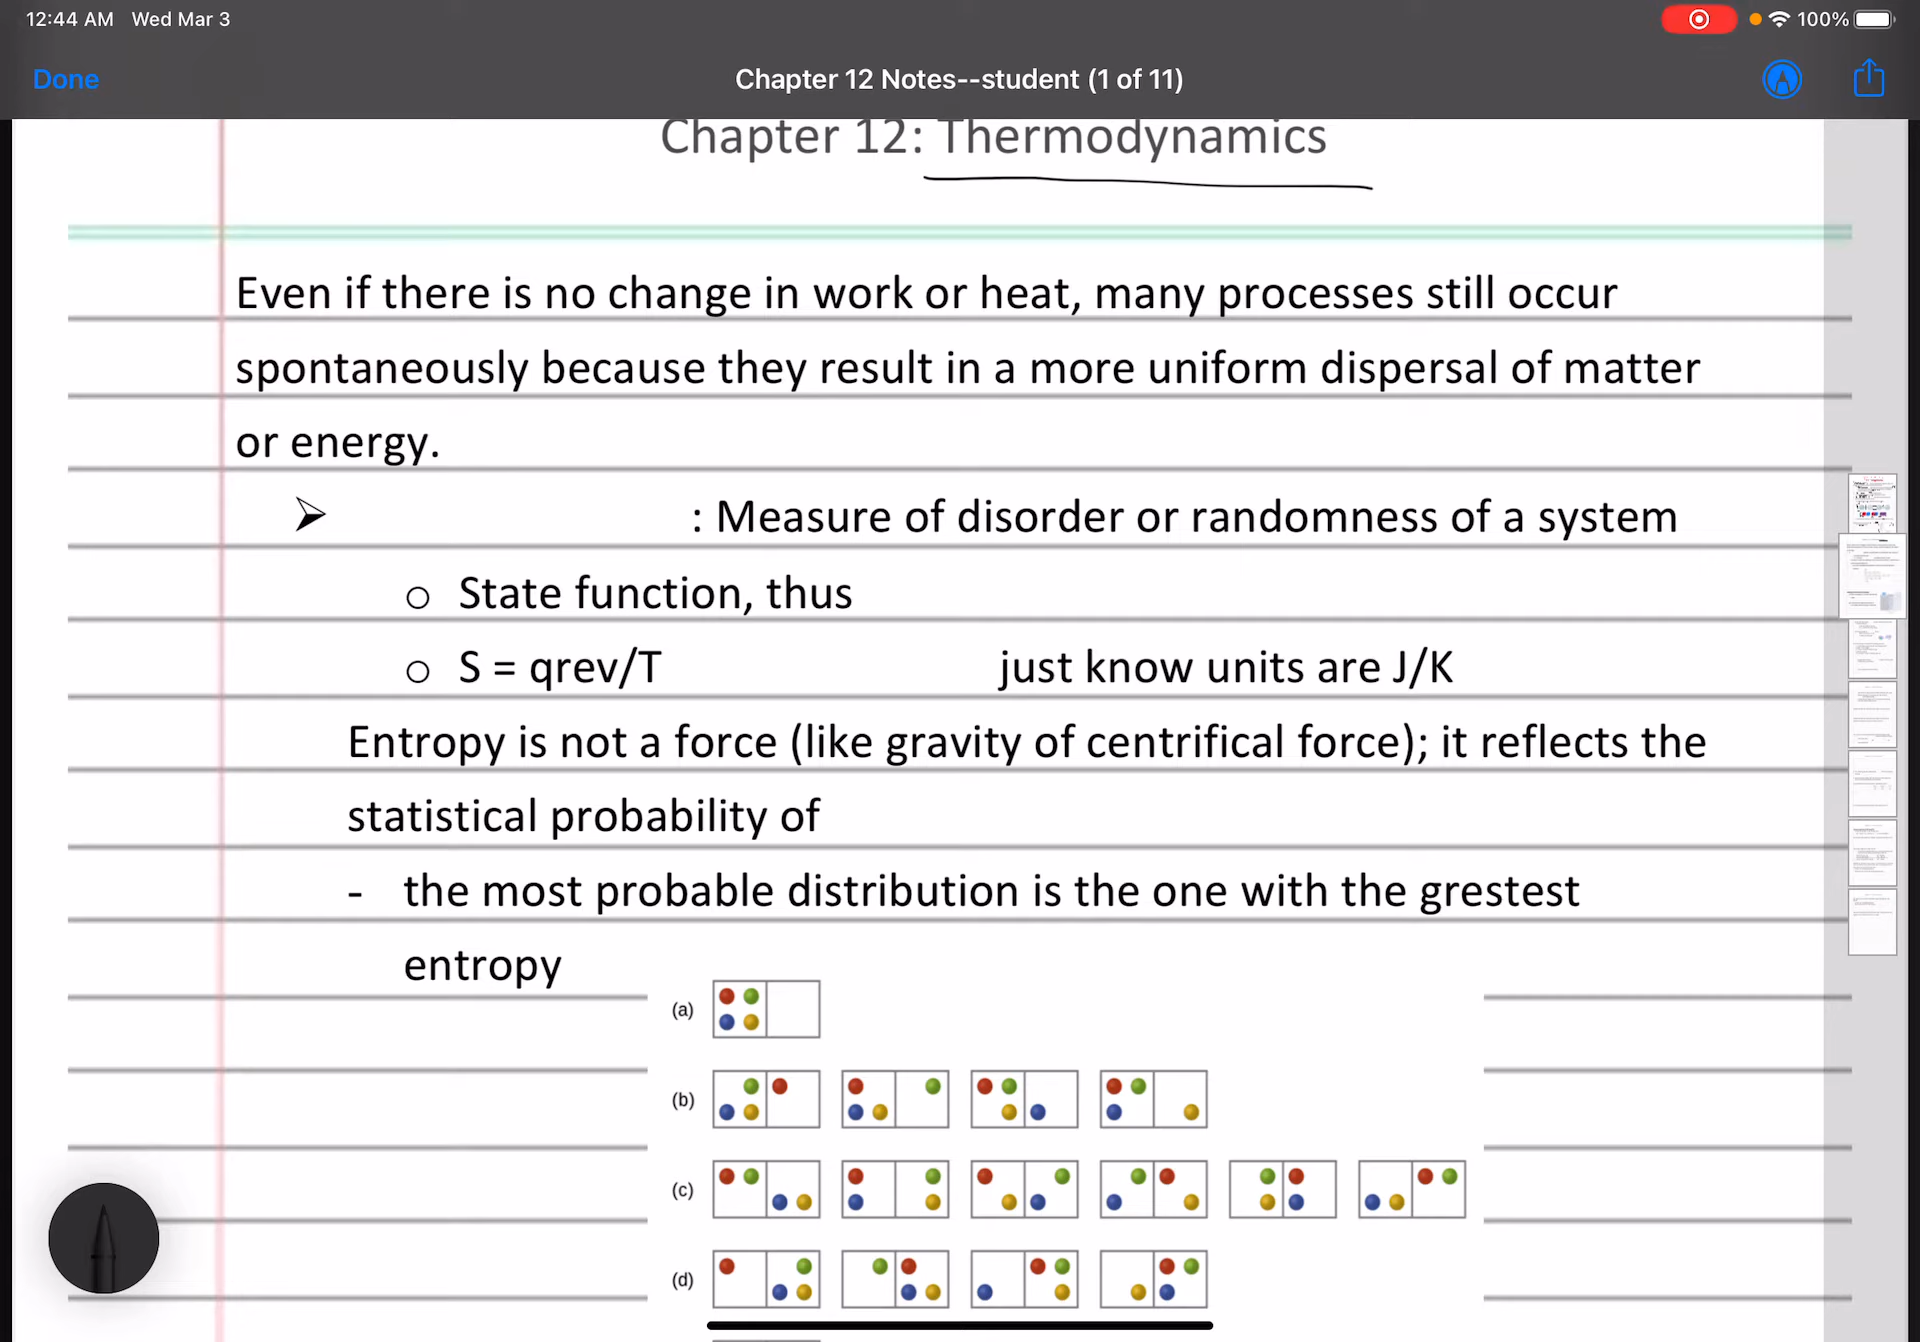 12:44 AM Wed Mar 3
100%
Done
Chapter 12 Notes--student (1 of 11)
Chapter 12: Thermodynamics
Even if there is no change in work or heat, many processes still occur
spontaneously because they result in a more uniform dispersal of matter
or energy.
➢ : Measure of disorder or randomness of a system
o State function, thus
o S = qrev/T just know units are J/K
Entropy is not a force (like gravity of centrifical force); it reflects the
statistical probability of
- the most probable distribution is the one with the grestest
entropy
(a)
(b)
(c)
(d)